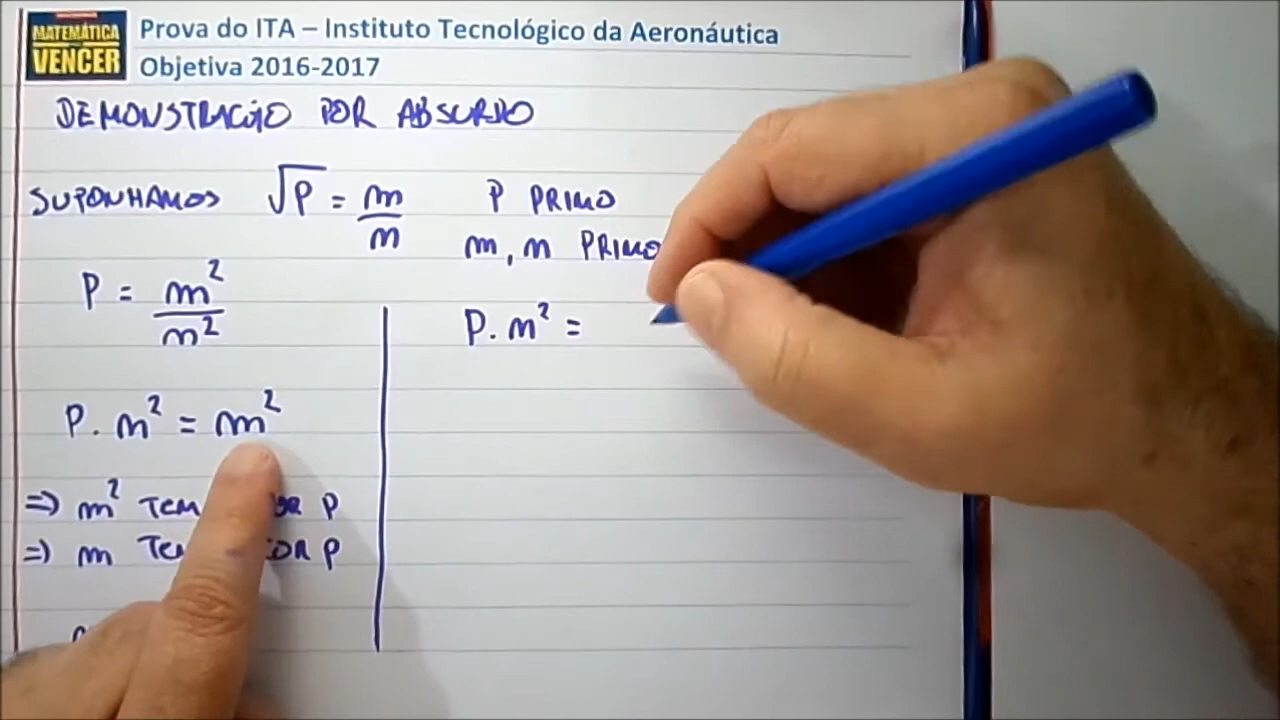 MATEMÁTICA
PARA
VENCER
Prova do ITA – Instituto Tecnológico da Aeronáutica
Objetiva 2016-2017
DEMONSTRAÇÃO POR ABSURDO
SUPONHAMOS √P = m/n P PRIMO
m, n PRIMO
P = m²/n²
P. n² =
P. n² = m²
⇒ m² TEM P
⇒ m P